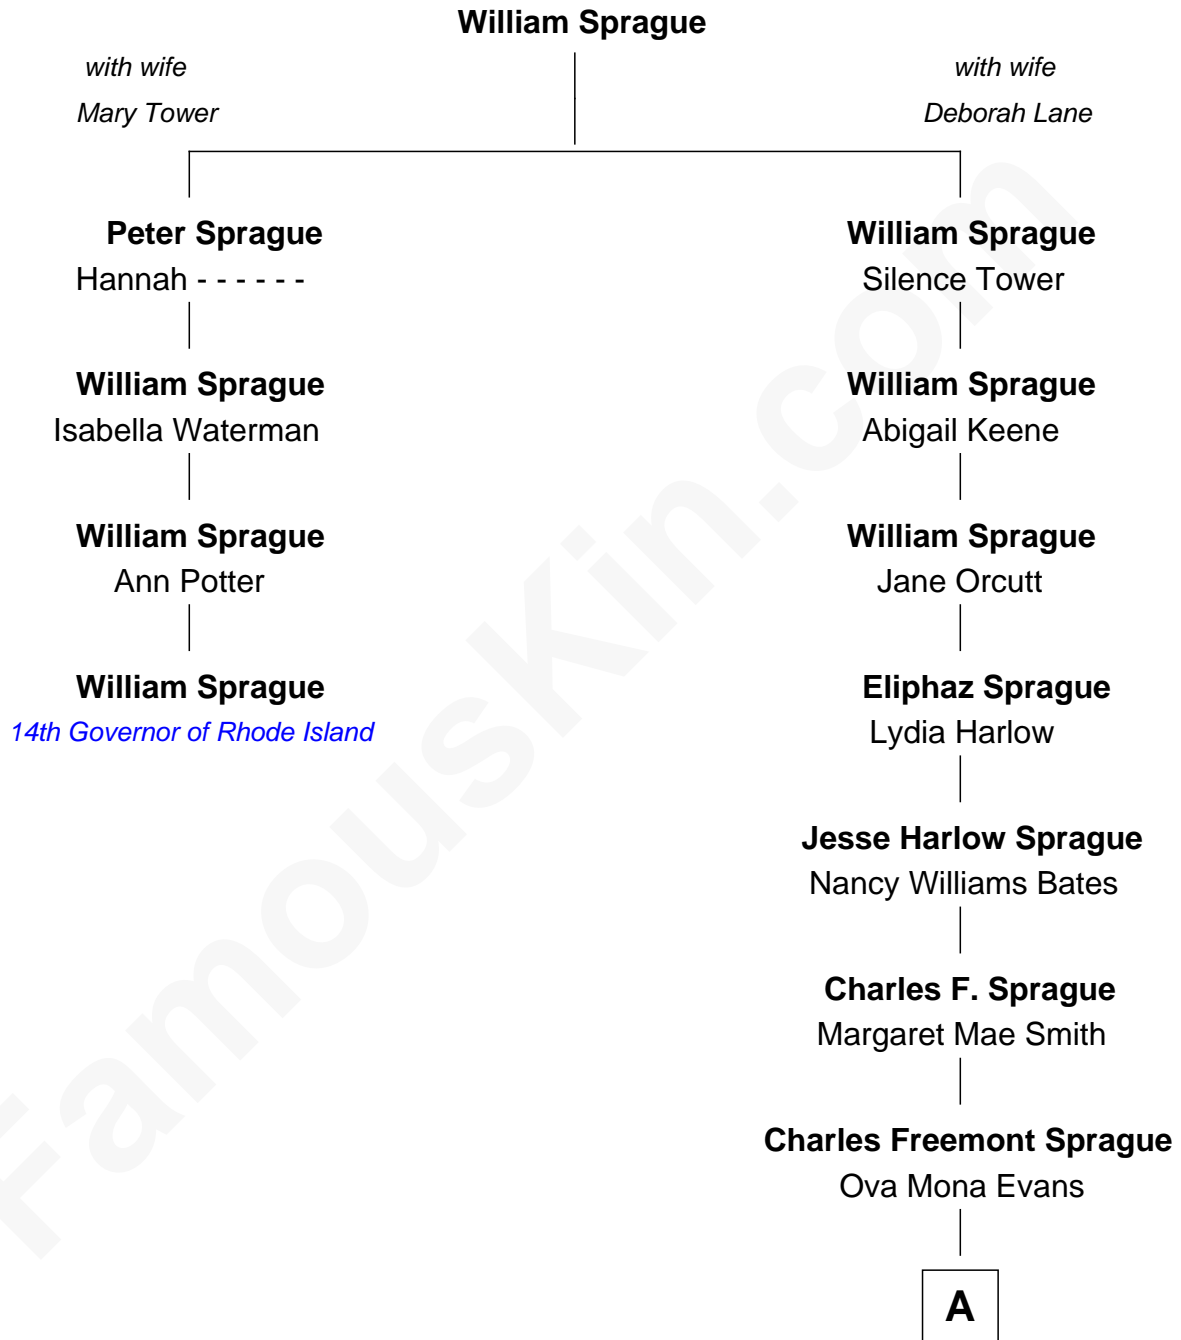 William Sprague
with wife
Mary Tower
with wife
Deborah Lane
Peter Sprague
Hannah - - - - - -
William Sprague
Isabella Waterman
William Sprague
Ann Potter
William Sprague
14th Governor of Rhode Island
William Sprague
Silence Tower
William Sprague
Abigail Keene
William Sprague
Jane Orcutt
Eliphaz Sprague
Lydia Harlow
Jesse Harlow Sprague
Nancy Williams Bates
Charles F. Sprague
Margaret Mae Smith
Charles Freemont Sprague
Ova Mona Evans
A
FamousKin.com